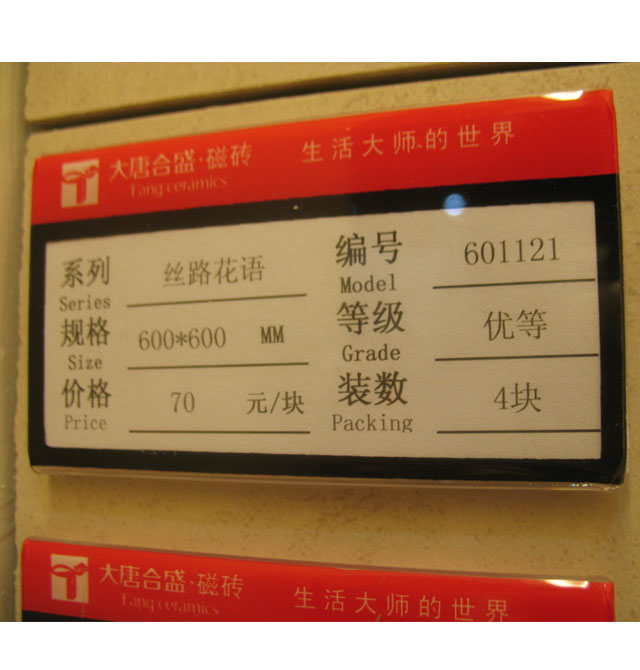 大唐合盛·磁砖 生活大师的世界
Tang ceramics
系列 丝路花语 编号 601121
Series Model
规格 600*600 MM 等级 优等
Size Grade
价格 70 元/块 装数 4块
Price Packing
大唐合盛·磁砖 生活大师的世界
Tang ceramics